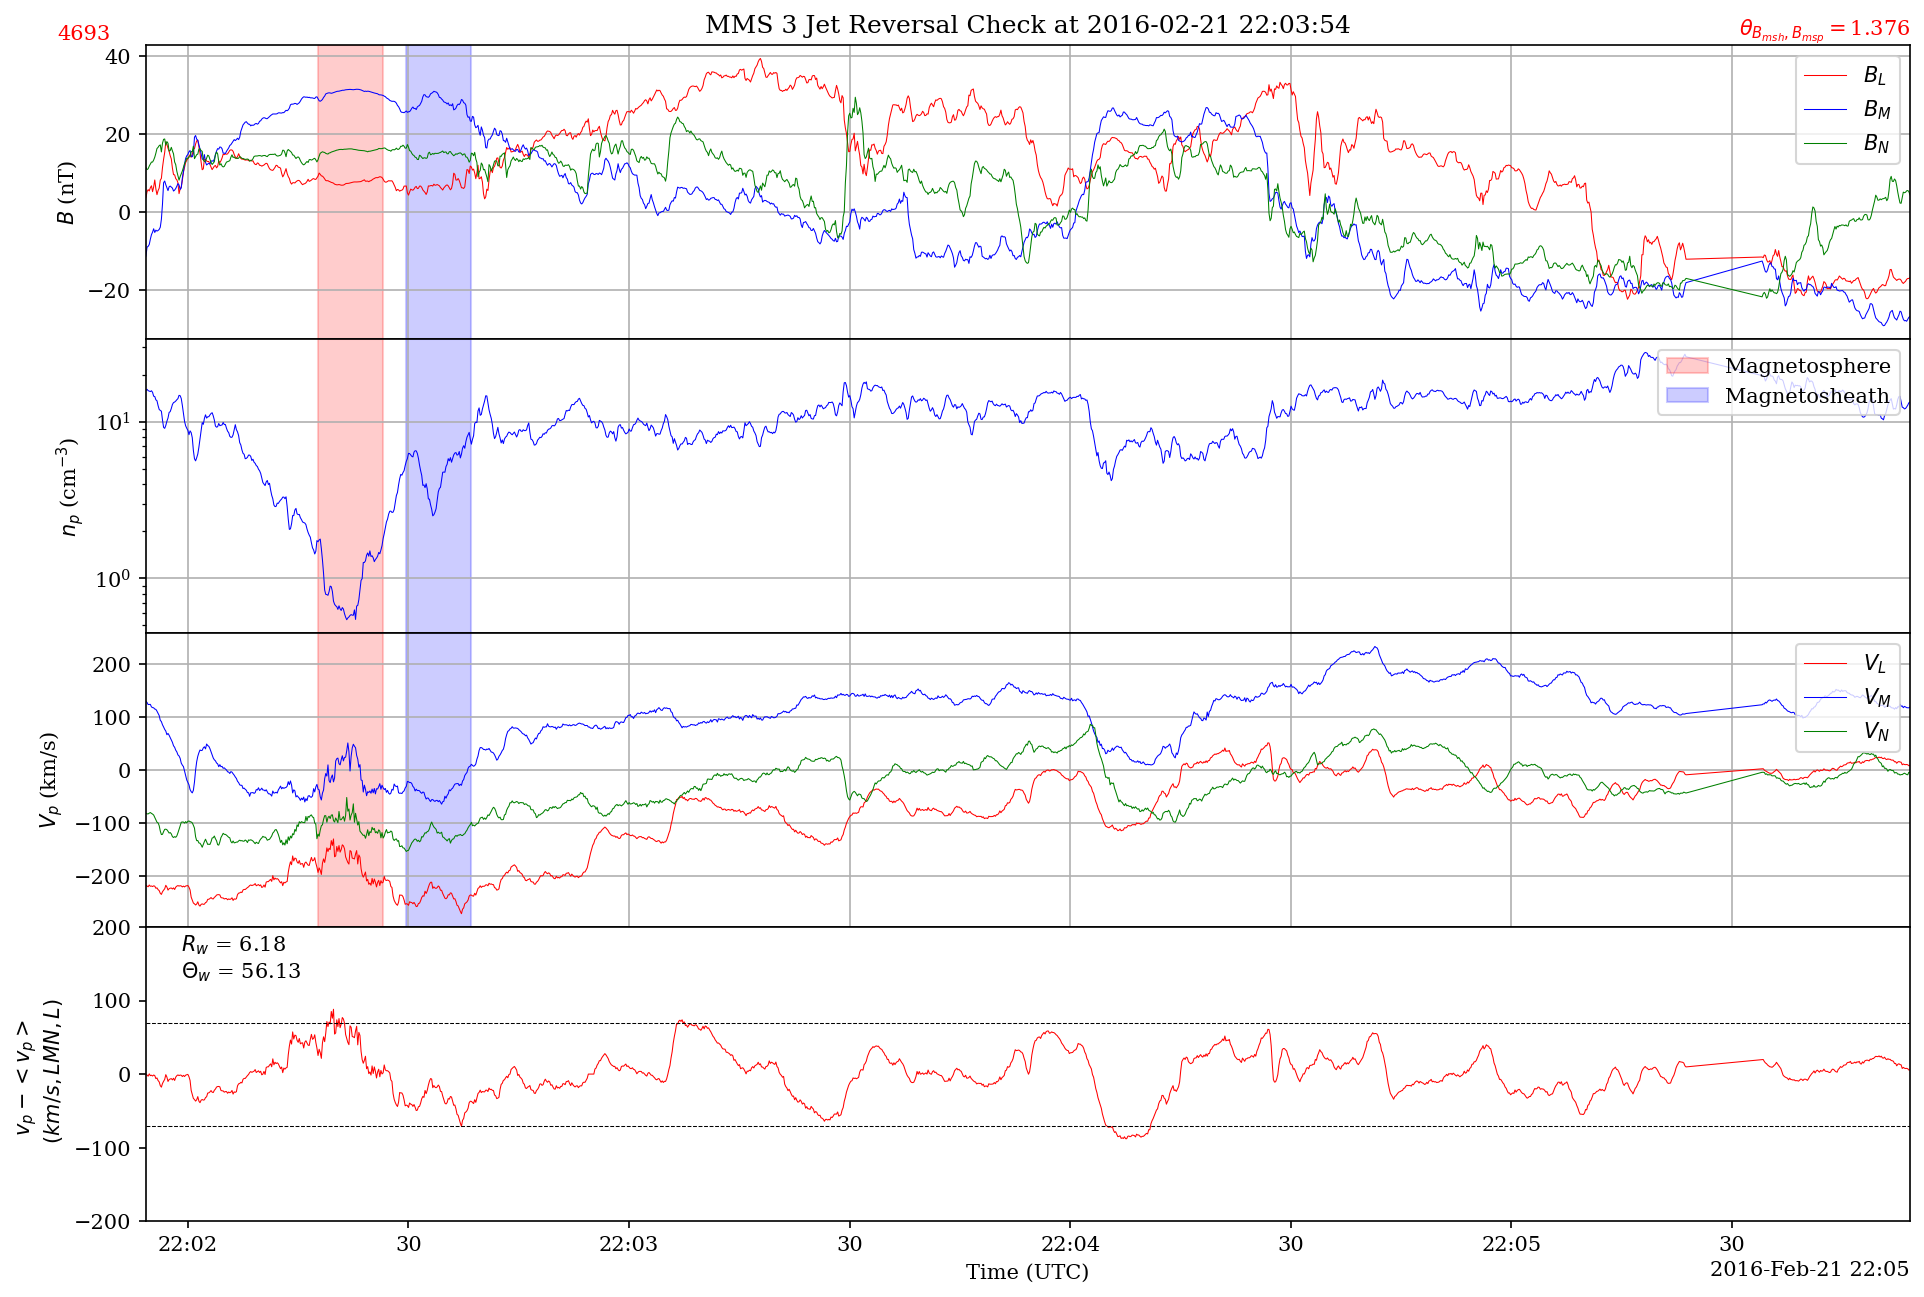 4693
MMS 3 Jet Reversal Check at 2016-02-21 22:03:54
θ_{B_{msh}, B_{msp}} = 1.376
40
20
0
−20
B (nT)
B_L
B_M
B_N
10^1
10^0
n_p (cm^{−3})
Magnetosphere
Magnetosheath
200
100
0
−100
−200
V_p (km/s)
V_L
V_M
V_N
200
100
0
−100
−200
v_p − < v_p >
(km/s, LMN, L)
R_w = 6.18
Θ_w = 56.13
22:02 30 22:03 30 22:04 30 22:05 30
Time (UTC)
2016-Feb-21 22:05